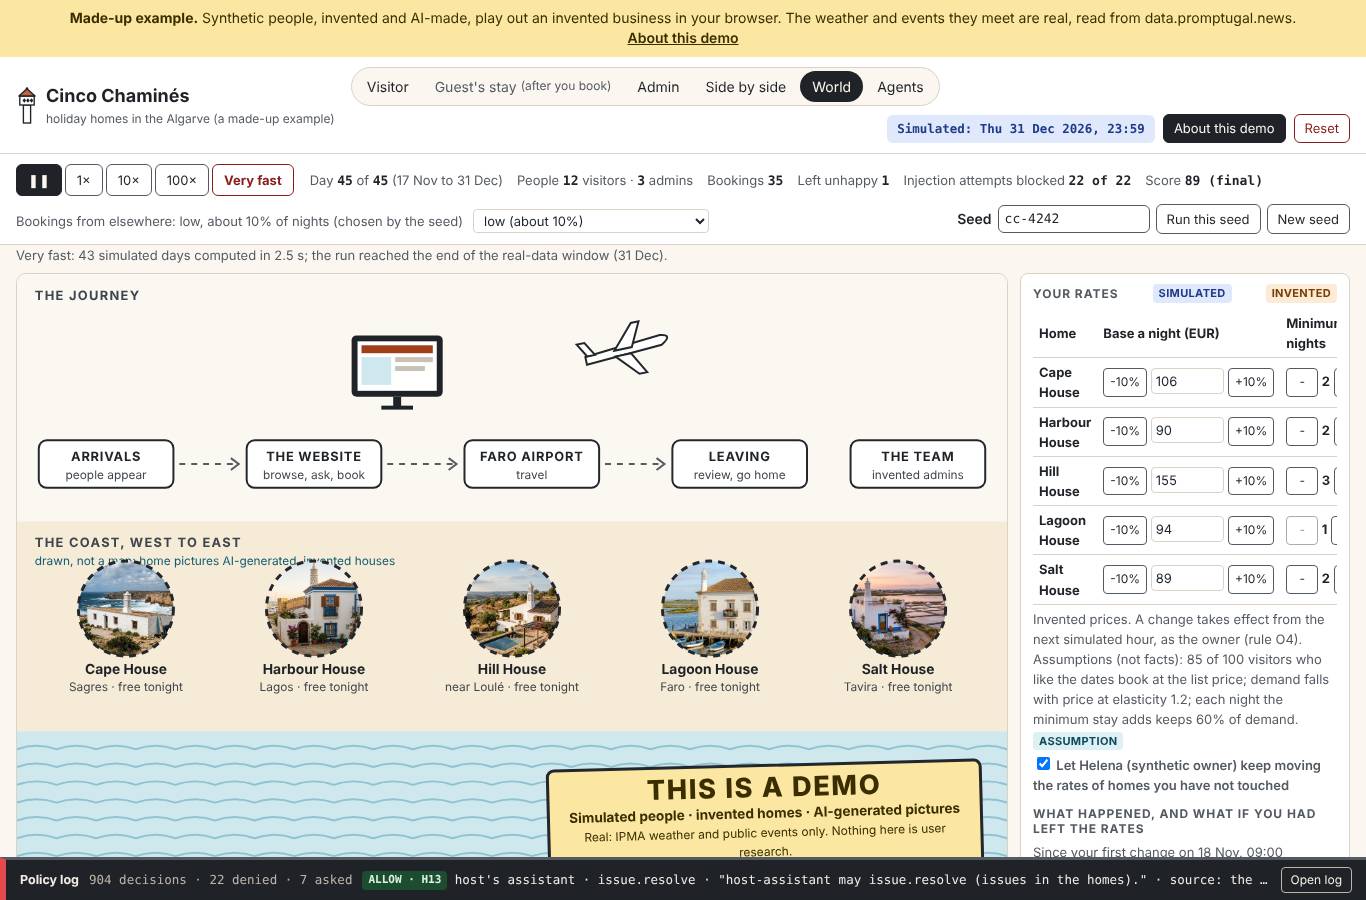 Made-up example. Synthetic people, invented and AI-made, play out an invented business in your browser. The weather and events they meet are real, read from data.promptugal.news.
About this demo
Cinco Chaminés
holiday homes in the Algarve (a made-up example)
Visitor Guest's stay (after you book) Admin Side by side World Agents
Simulated: Thu 31 Dec 2026, 23:59 About this demo Reset
1× 10× 100× Very fast Day 45 of 45 (17 Nov to 31 Dec) People 12 visitors · 3 admins Bookings 35 Left unhappy 1 Injection attempts blocked 22 of 22 Score 89 (final)
Bookings from elsewhere: low, about 10% of nights (chosen by the seed) low (about 10%) Seed cc-4242 Run this seed New seed
Very fast: 43 simulated days computed in 2.5 s; the run reached the end of the real-data window (31 Dec).
THE JOURNEY
ARRIVALS
people appear
THE WEBSITE
browse, ask, book
FARO AIRPORT
travel
LEAVING
review, go home
THE TEAM
invented admins
THE COAST, WEST TO EAST
drawn, not a map; home pictures AI-generated, invented houses
Cape House
Sagres · free tonight
Harbour House
Lagos · free tonight
Hill House
near Loulé · free tonight
Lagoon House
Faro · free tonight
Salt House
Tavira · free tonight
THIS IS A DEMO
Simulated people · invented homes · AI-generated pictures
Real: IPMA weather and public events only. Nothing here is user
research.
YOUR RATES SIMULATED INVENTED
Home Base a night (EUR)
nights
Cape House -10% 106 +10% - 2
Harbour House -10% 90 +10% - 2
Hill House -10% 155 +10% - 3
Lagoon House -10% 94 +10% - 1
Salt House -10% 89 +10% - 2
Invented prices. A change takes effect from the
next simulated hour, as the owner (rule O4).
Assumptions (not facts): 85 of 100 visitors who
like the dates book at the list price; demand falls
with price at elasticity 1.2; each night the
minimum stay adds keeps 60% of demand.
ASSUMPTION
Let Helena (synthetic owner) keep moving
the rates of homes you have not touched
WHAT HAPPENED, AND WHAT IF YOU HAD
LEFT THE RATES
Since your first change on 18 Nov, 09:00
Policy log 904 decisions · 22 denied · 7 asked ALLOW · H13 host's assistant · issue.resolve · "host-assistant may issue.resolve (issues in the homes)." · source: the … Open log